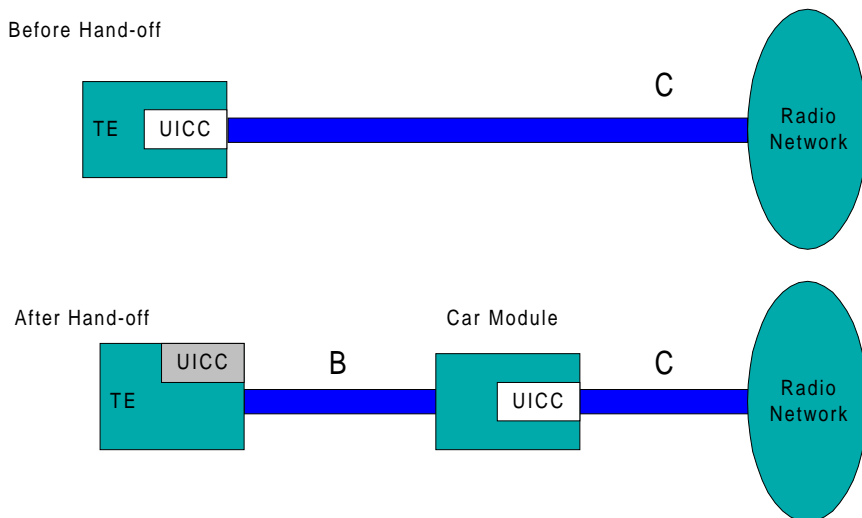 Before Hand-off
C
TE
UICC
Radio
Network
After Hand-off
Car Module
UICC
B
C
TE
UICC
Radio
Network